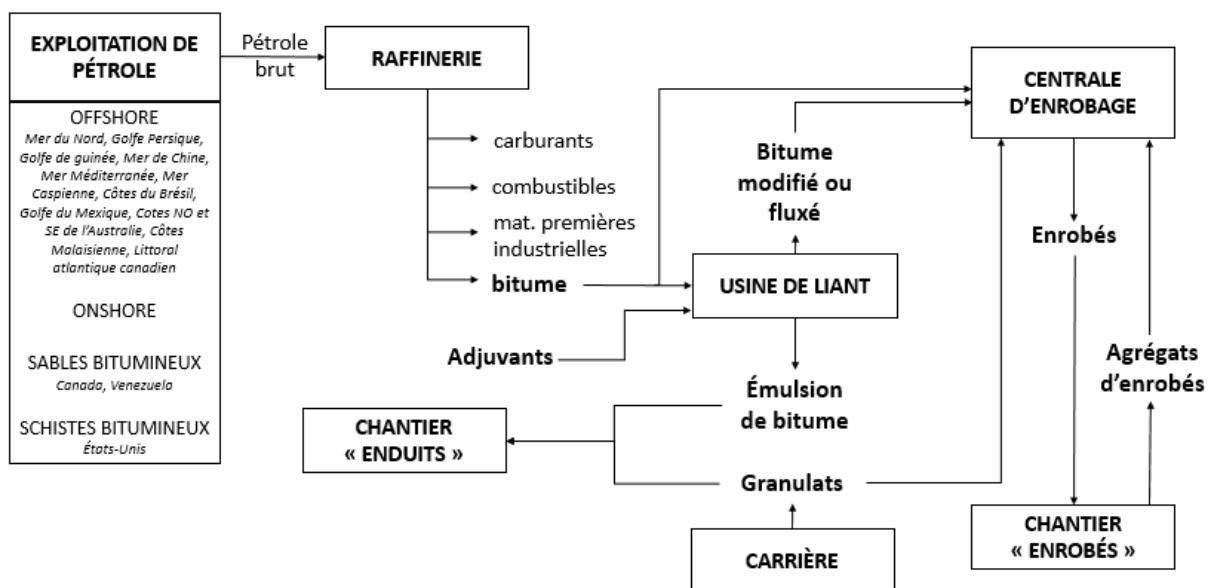 EXPLOITATION DE
PÉTROLE
OFFSHORE
Mer du Nord, Golfe Persique,
Golfe de guinée, Mer de Chine,
Mer Méditerranée, Mer
Caspienne, Côtes du Brésil,
Golfe du Mexique, Cotes NO et
SE de l'Australie, Côtes
Malaisienne, Littoral
atlantique canadien
ONSHORE
SABLES BITUMINEUX
Canada, Venezuela
SCHISTES BITUMINEUX
États-Unis
Pétrole
brut
RAFFINERIE
carburants
combustibles
mat. premières
industrielles
bitume
Adjuvants
USINE DE LIANT
Bitume
modifié ou
fluxé
Émulsion
de bitume
CHANTIER
« ENDUITS »
Granulats
CARRIÈRE
CENTRALE
D'ENROBAGE
Enrobés
Agrégats
d'enrobés
CHANTIER
« ENROBÉS »